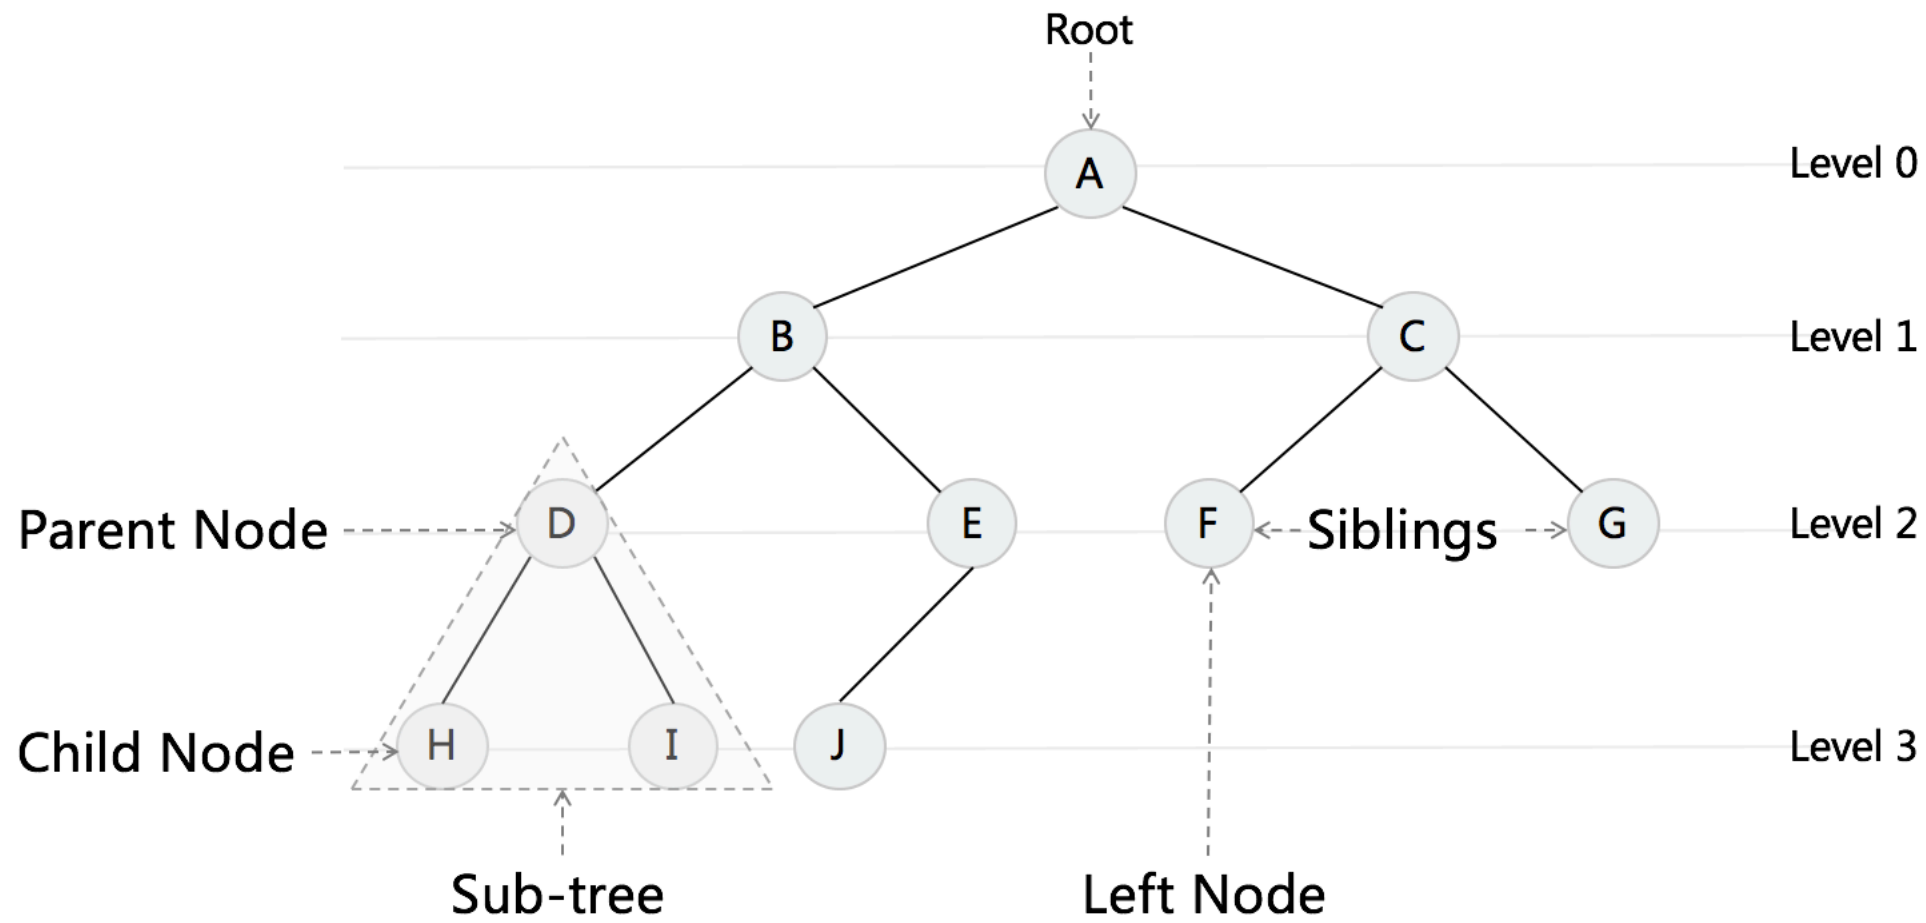 Root
A
Level 0
B
C
Level 1
Parent Node
D
E
F
Siblings
G
Level 2
Child Node
H
I
J
Level 3
Sub-tree
Left Node